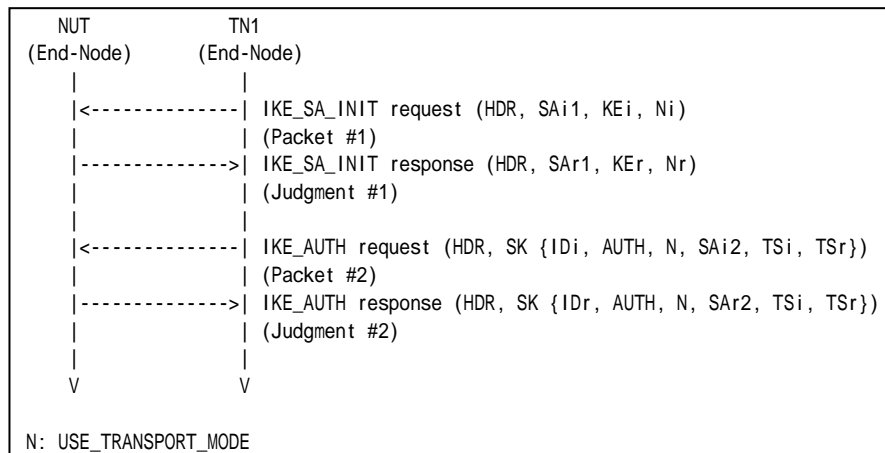 NUT TN1
(End-Node) (End-Node)
| |
|<--------------| IKE_SA_INIT request (HDR, SAi1, KEi, Ni)
| | (Packet #1)
|-------------->| IKE_SA_INIT response (HDR, SAr1, KEr, Nr)
| | (Judgment #1)
| |
|<--------------| IKE_AUTH request (HDR, SK {IDi, AUTH, N, SAi2, TSi, TSr})
| | (Packet #2)
|-------------->| IKE_AUTH response (HDR, SK {IDr, AUTH, N, SAr2, TSi, TSr})
| | (Judgment #2)
| |
V V
N: USE_TRANSPORT_MODE